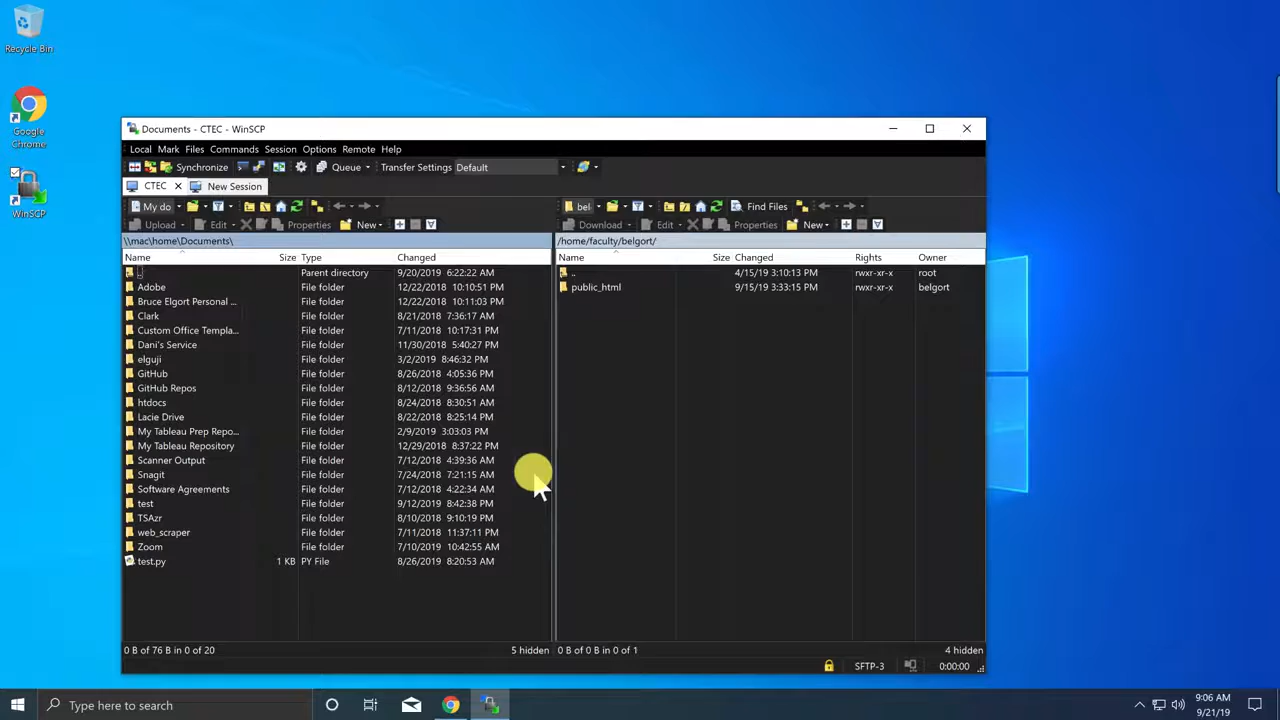 Recycle Bin
Google
Chrome
WinSCP
Documents - CTEC - WinSCP
Local Mark Files Commands Session Options Remote Help
Synchronize Queue Transfer Settings Default
CTEC New Session
My do bel Find Files
Upload Edit Properties New Download Edit Properties New
\\mac\home\Documents\ /home/faculty/belgort/
Name Size Type Changed Name Size Changed Rights Owner
.. Parent directory 9/20/2019 6:22:22 AM .. 4/15/19 3:10:13 PM rwxr-xr-x root
Adobe File folder 12/22/2018 10:10:51 PM public_html 9/15/19 3:33:15 PM rwxr-xr-x belgort
Bruce Elgort Personal ... File folder 12/22/2018 10:11:03 PM
Clark File folder 8/21/2018 7:36:17 AM
Custom Office Templa... File folder 7/11/2018 10:17:31 PM
Dani's Service File folder 11/30/2018 5:40:27 PM
elguji File folder 3/2/2019 8:46:32 PM
GitHub File folder 8/26/2018 4:05:36 PM
GitHub Repos File folder 8/12/2018 9:36:56 AM
htdocs File folder 8/24/2018 8:30:51 AM
Lacie Drive File folder 8/22/2018 8:25:14 PM
My Tableau Prep Repo... File folder 2/9/2019 3:03:03 PM
My Tableau Repository File folder 12/29/2018 8:37:22 PM
Scanner Output File folder 7/12/2018 4:39:36 AM
Snagit File folder 7/24/2018 7:21:15 AM
Software Agreements File folder 7/12/2018 4:22:34 AM
test File folder 9/12/2019 8:42:38 PM
TSAzr File folder 8/10/2018 9:10:19 PM
web_scraper File folder 7/11/2018 11:37:11 PM
Zoom File folder 7/10/2019 10:42:55 AM
test.py 1 KB PY File 8/26/2019 8:20:53 AM
0 B of 76 B in 0 of 20 5 hidden 0 B of 0 B in 0 of 1 4 hidden
SFTP-3 0:00:00
Type here to search
9:06 AM
9/21/19